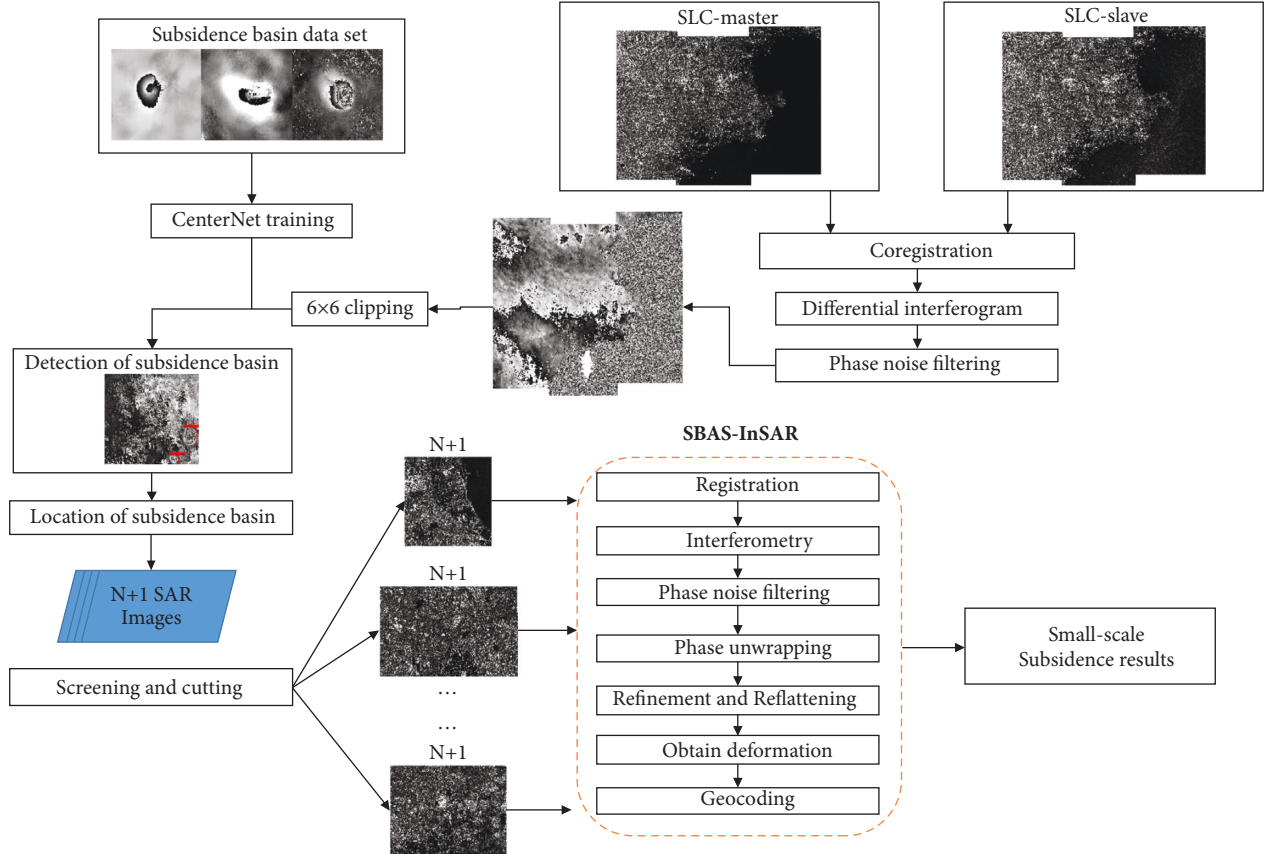 Subsidence basin data set
SLC-master
SLC-slave
CenterNet training
Coregistration
6×6 clipping
Differential interferogram
Phase noise filtering
Detection of subsidence basin
Location of subsidence basin
N+1 SAR
Images
Screening and cutting
N+1
N+1
...
...
N+1
SBAS-InSAR
Registration
Interferometry
Phase noise filtering
Phase unwrapping
Refinement and Reflattening
Obtain deformation
Geocoding
Small-scale
Subsidence results